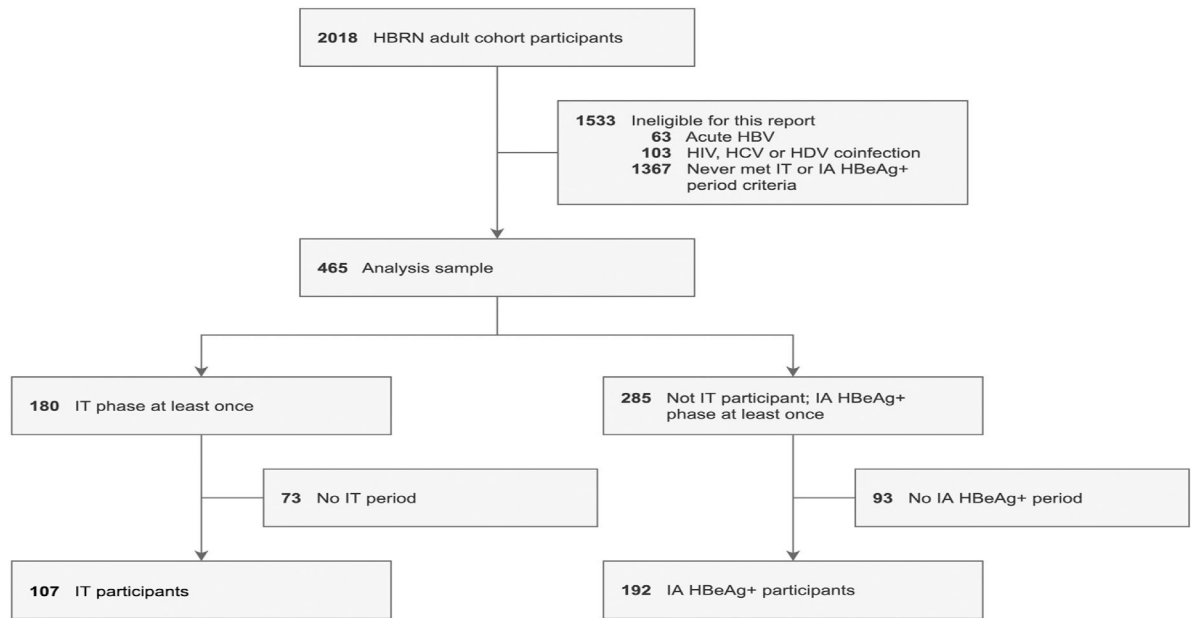 2018 HBRN adult cohort participants
1533 Ineligible for this report
63 Acute HBV
103 HIV, HCV or HDV coinfection
1367 Never met IT or IA HBeAg+
period criteria
465 Analysis sample
180 IT phase at least once
285 Not IT participant; IA HBeAg+
phase at least once
73 No IT period
93 No IA HBeAg+ period
107 IT participants
192 IA HBeAg+ participants